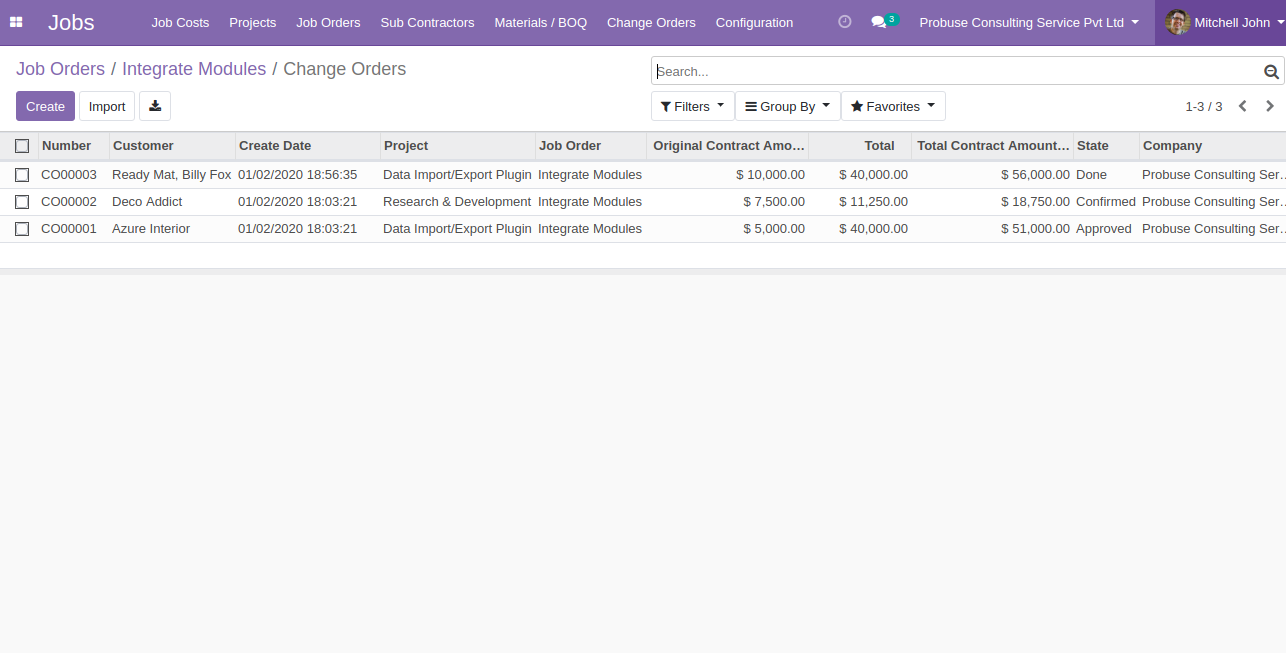 Jobs Job Costs Projects Job Orders Sub Contractors Materials / BOQ Change Orders Configuration 3 Probuse Consulting Service Pvt Ltd Mitchell John
Job Orders / Integrate Modules / Change Orders
Search...
Create Import Filters Group By Favorites 1-3 / 3
Number Customer Create Date Project Job Order Original Contract Amo... Total Total Contract Amount... State Company
CO00003 Ready Mat, Billy Fox 01/02/2020 18:56:35 Data Import/Export Plugin Integrate Modules $ 10,000.00 $ 40,000.00 $ 56,000.00 Done Probuse Consulting Ser...
CO00002 Deco Addict 01/02/2020 18:03:21 Research & Development Integrate Modules $ 7,500.00 $ 11,250.00 $ 18,750.00 Confirmed Probuse Consulting Ser...
CO00001 Azure Interior 01/02/2020 18:03:21 Data Import/Export Plugin Integrate Modules $ 5,000.00 $ 40,000.00 $ 51,000.00 Approved Probuse Consulting Ser...